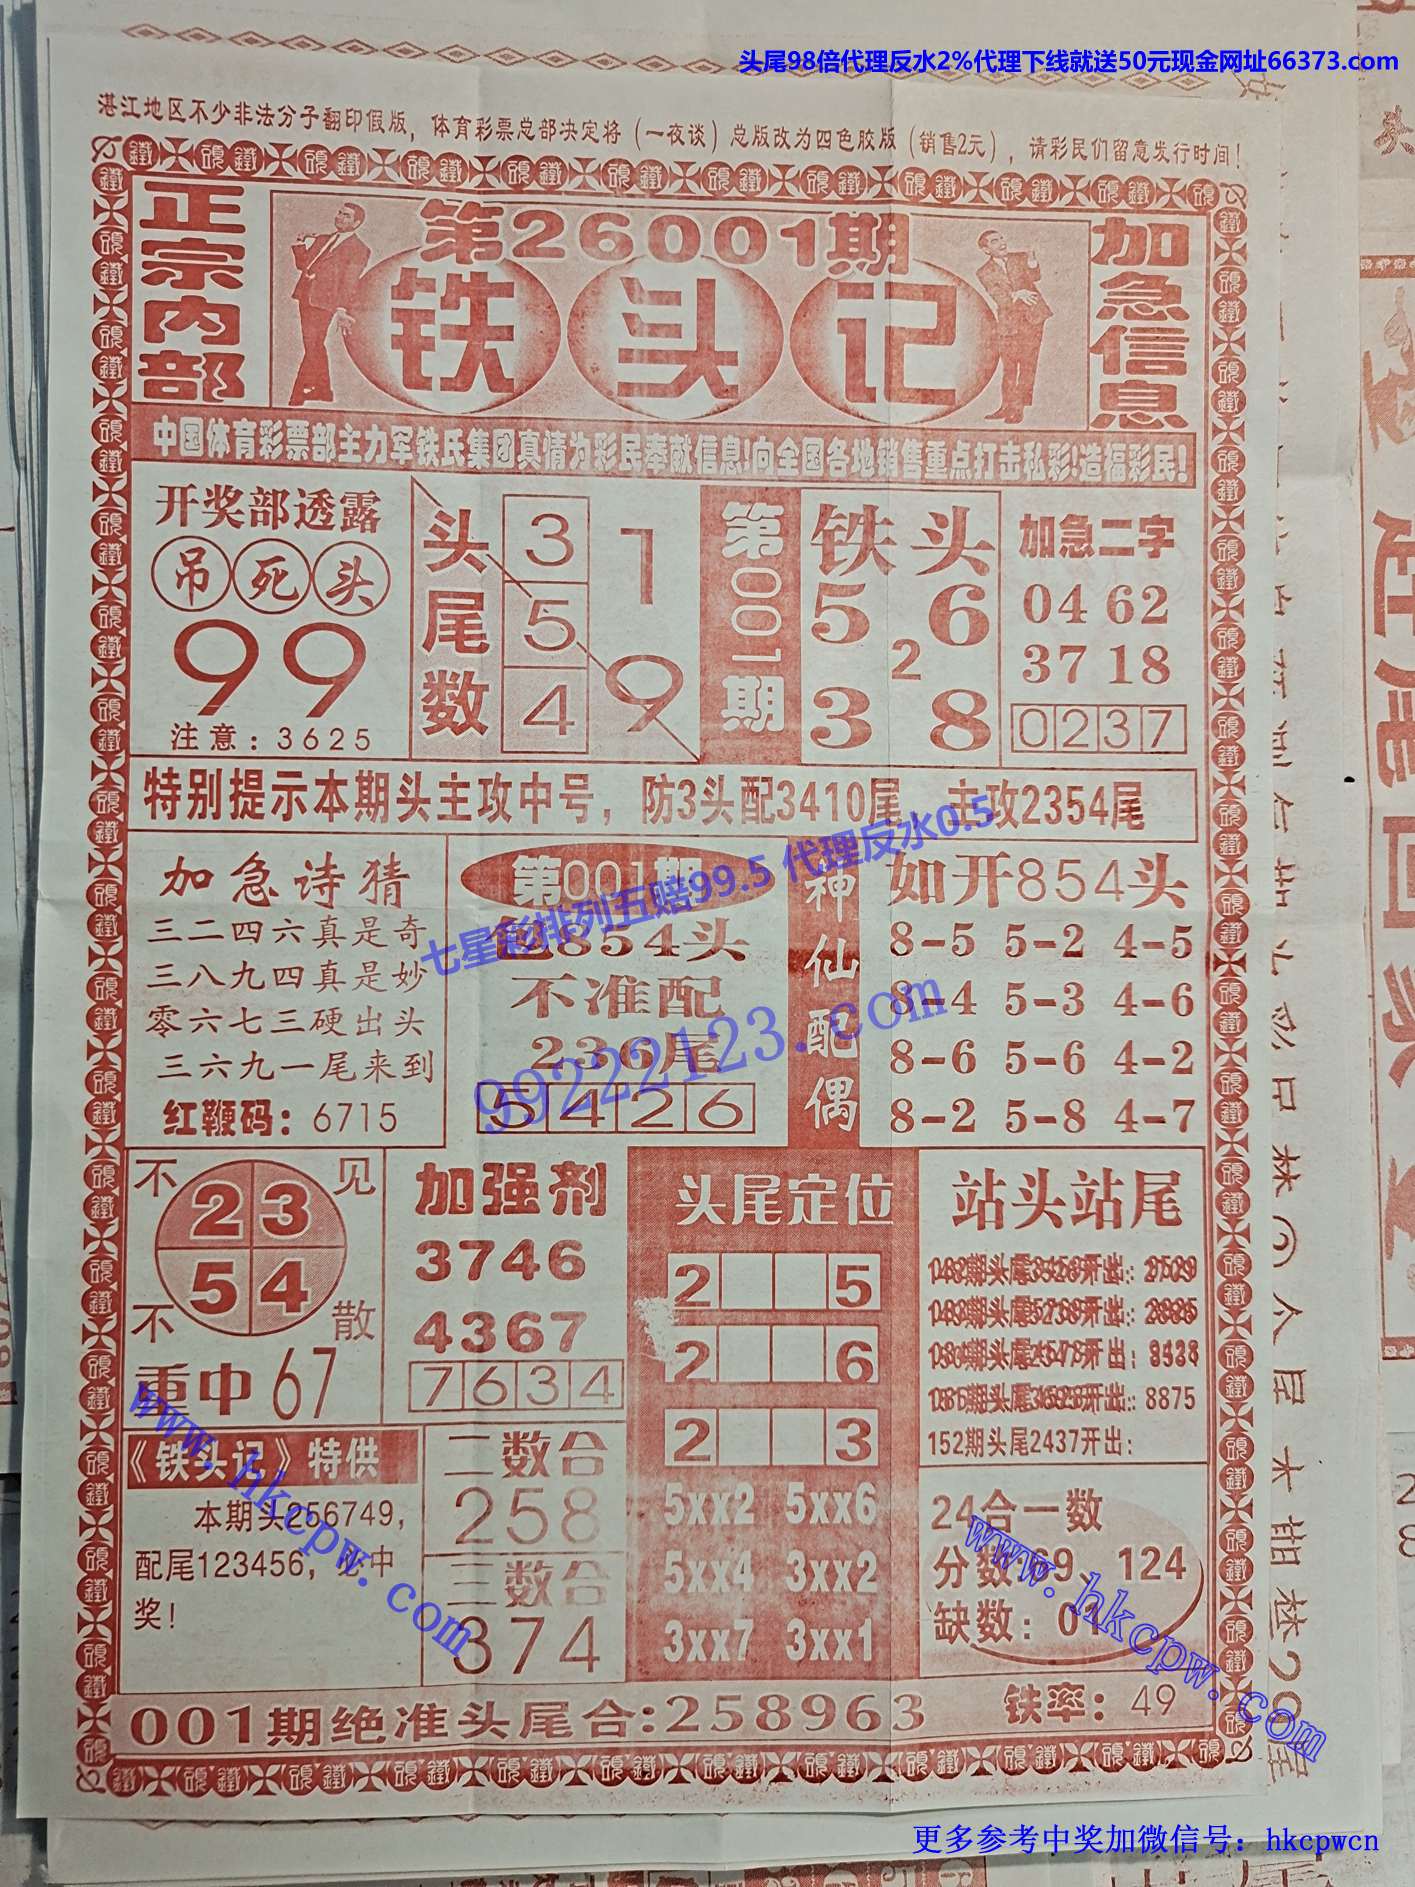 头尾98倍代理反水2%代理下线就送50元现金网址66373.com
湛江地区不少非法分子翻印假版，体育彩票总部决定将（一夜谈）总版改为四色胶版（销售2元），请彩民们留意发行时间！
正宗内部
第26001期
铁头记
加急信息
中国体育彩票部主力军铁氏集团真请为彩民奉献信息！向全国各地销售重点打击私彩！造福彩民！
开奖部透露
吊死头
99
注意：3625
头尾数
3 1
5
4 9
第001期
铁头
5 6
2
3 8
加急二字
04 62
37 18
0237
特别提示本期头主攻中号，防3头配3410尾，主攻2354尾
加急诗猜
三二四六真是奇
三八九四真是妙
零六七三硬出头
三六九一尾来到
红鞭码：6715
第001期
包854头
不准配
236尾
5426
七星彩排列五赔99.5 代理反水0.5
99222123.com
神仙配偶
如开854头
8-5 5-2 4-5
8-4 5-3 4-6
8-6 5-6 4-2
8-2 5-8 4-7
不见
23
54
不散
重中67
加强剂
3746
4367
7634
头尾定位
2 5
2 6
2 3
5xx2 5xx6
5xx4 3xx2
3xx7 3xx1
站头站尾
8875
152期头尾2437开出：
《铁头记》特供
本期头256749，
配尾123456，必中
奖！
二数合
258
三数合
374
24合一数
分数：69、124
缺数：01
www.hkcpw.com
www.hkcpw.com
001期绝准头尾合：258963
铁率：49
更多参考中奖加微信号：hkcpwcn